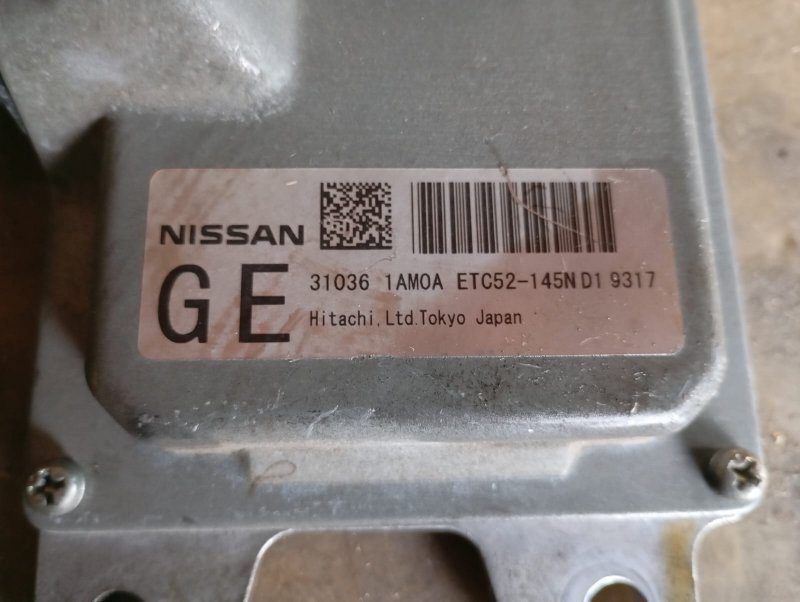 NISSAN
GE
31036 1AM0A ETC52-145N D1 9317
Hitachi,Ltd.Tokyo Japan